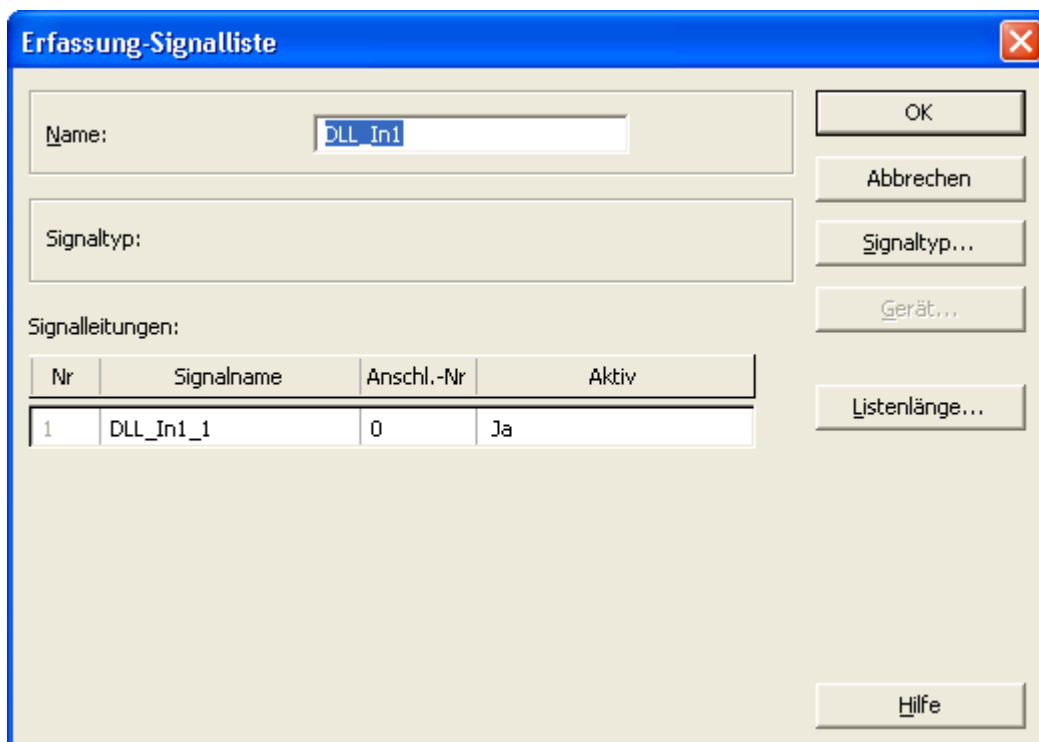 Erfassung-Signalliste
Name: DLL_In1
OK
Abbrechen
Signaltyp:
Signaltyp...
Gerät...
Signalleitungen:
Nr Signalname Anschl.-Nr Aktiv
Listenlänge...
1 DLL_In1_1 0 Ja
Hilfe